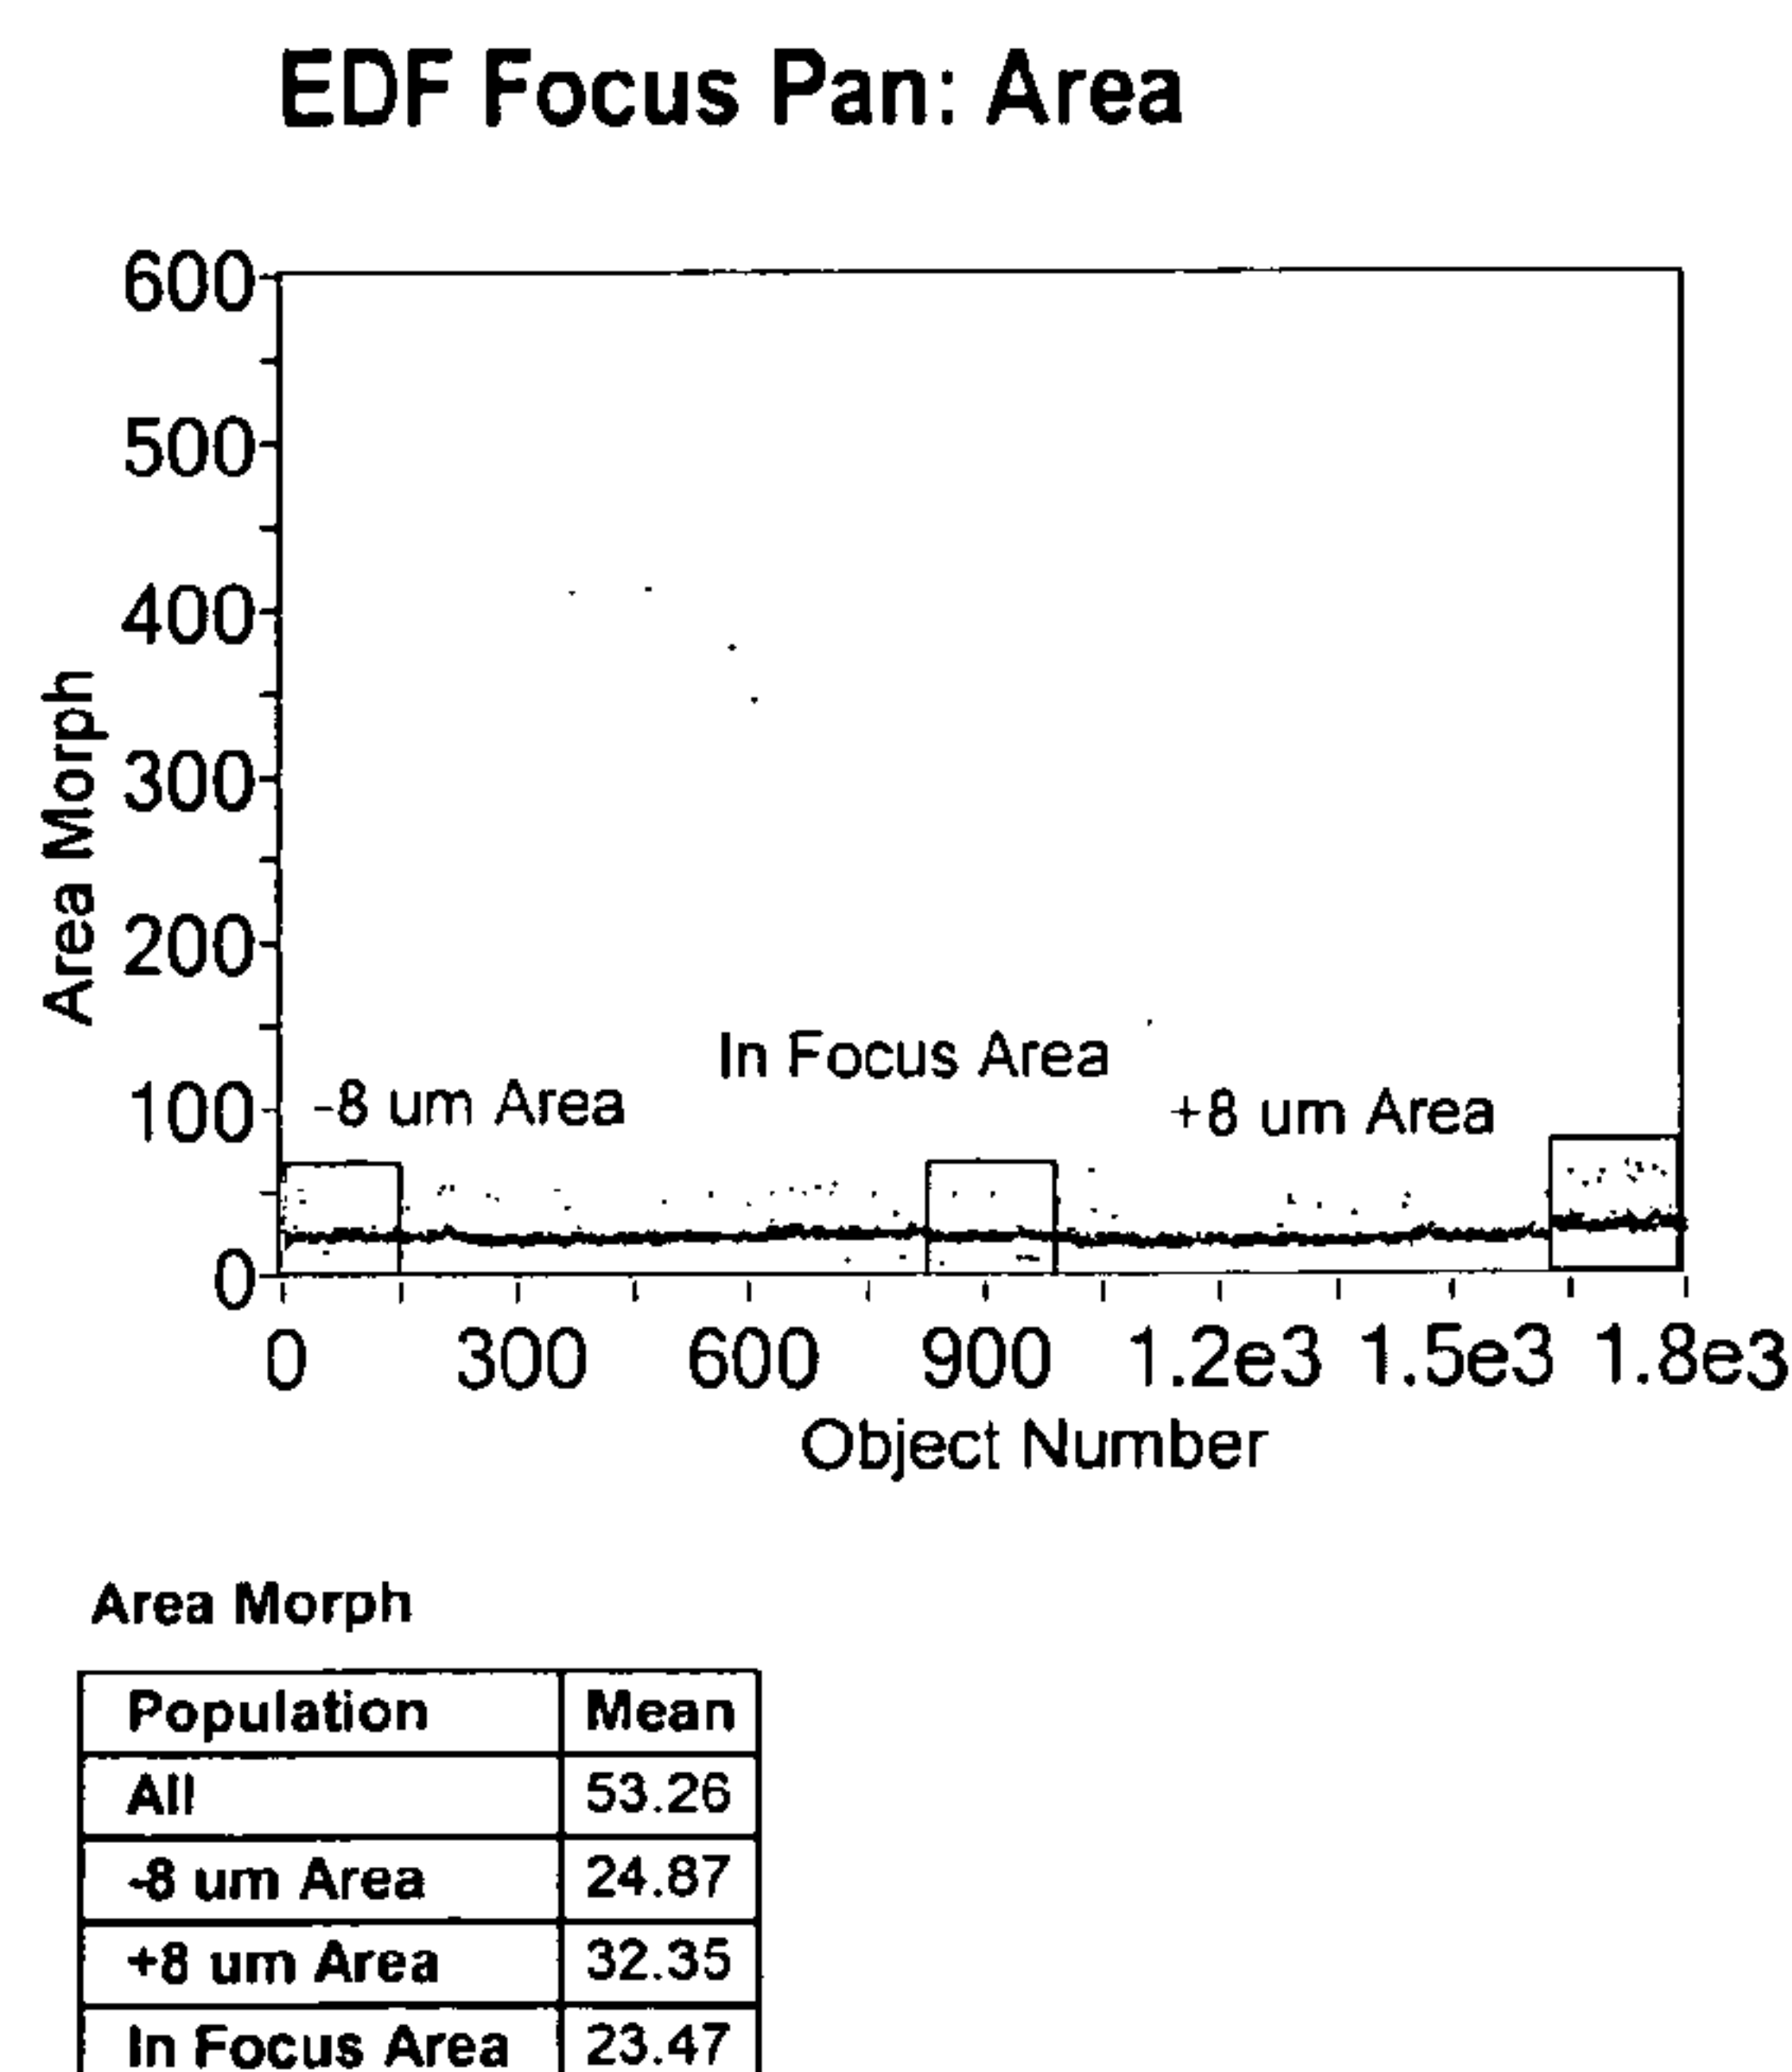 EDF Focus Pan: Area
600
500
400
300
200
100
0
Area Morph
In Focus Area
-8 um Area
+8 um Area
0 300 600 900 1.2e3 1.5e3 1.8e3
Object Number
Area Morph
Population Mean
All 53.26
-8 um Area 24.87
+8 um Area 32.35
In Focus Area 23.47